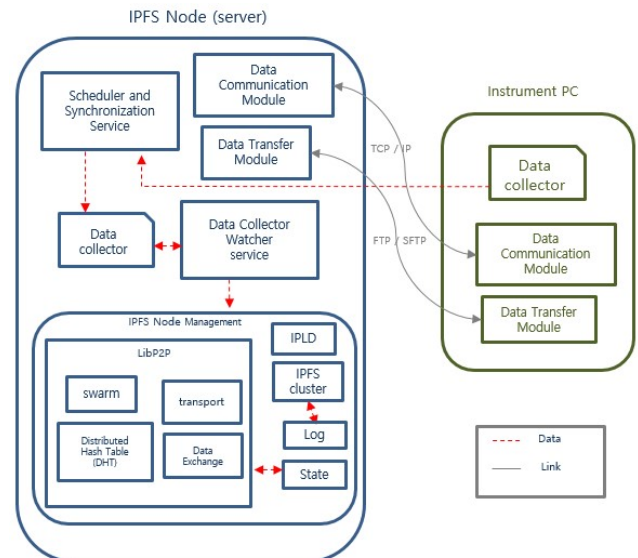 IPFS Node (server)
Scheduler and
Synchronization
Service
Data
Communication
Module
Data Transfer
Module
Data
collector
Data Collector
Watcher
service
IPFS Node Management
LibP2P
swarm
transport
Distributed
Hash Table
(DHT)
Data
Exchange
IPLD
IPFS
cluster
Log
State
TCP / IP
FTP / SFTP
Instrument PC
Data
collector
Data
Communication
Module
Data Transfer
Module
Data
Link